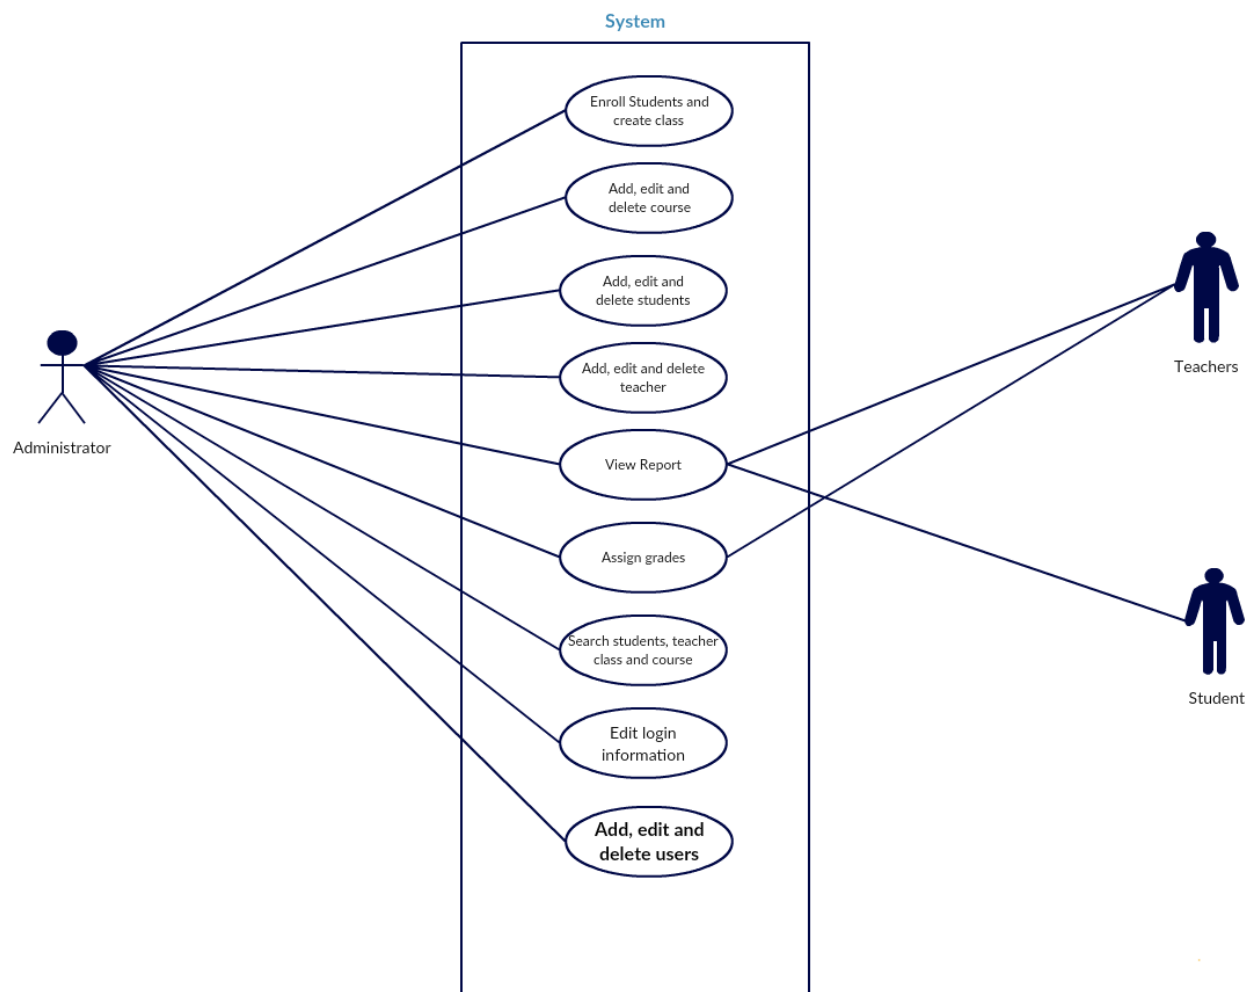 System
Enroll Students and
create class
Add, edit and
delete course
Add, edit and
delete students
Add, edit and delete
teacher
View Report
Assign grades
Search students, teacher
class and course
Edit login
information
Add, edit and
delete users
Administrator
Teachers
Student